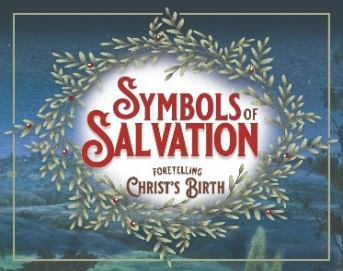 SYMBOLS OF
SALVATION
FORETELLING
CHRIST'S BIRTH